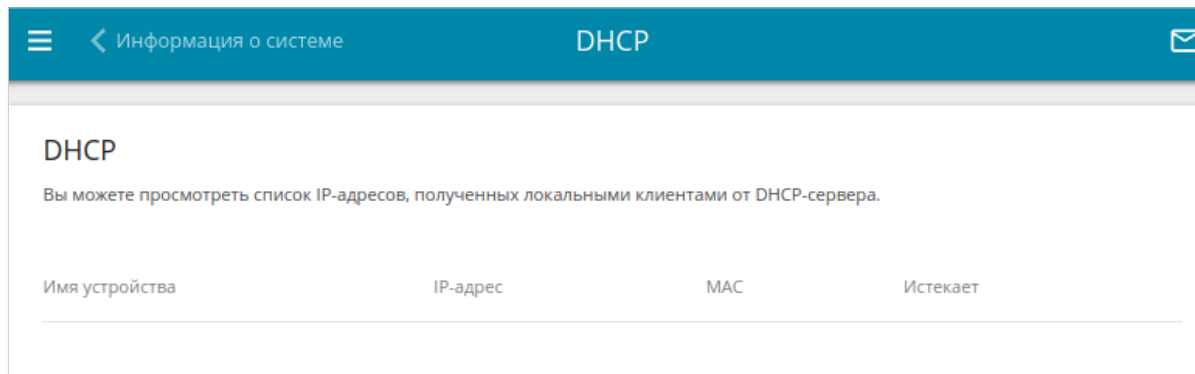 Информация о системе DHCP
DHCP
Вы можете просмотреть список IP-адресов, полученных локальными клиентами от DHCP-сервера.
Имя устройства IP-адрес MAC Истекает